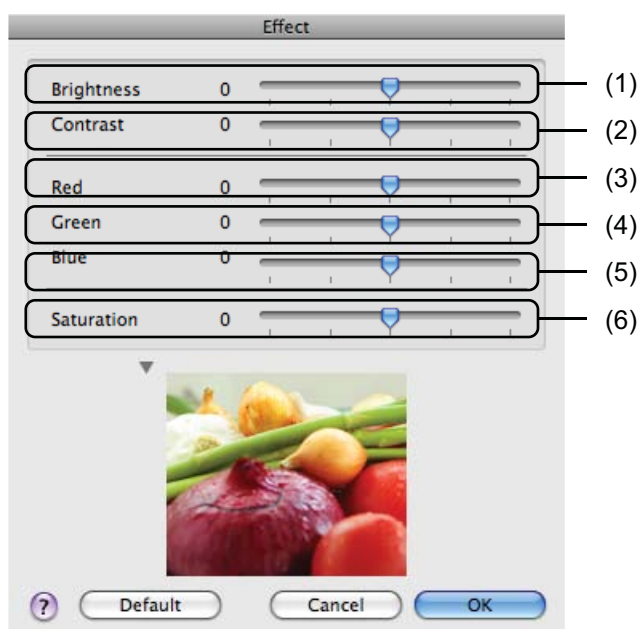 Effect
Brightness 0 (1)
Contrast 0 (2)
Red 0 (3)
Green 0 (4)
Blue 0 (5)
Saturation 0 (6)
? Default Cancel OK